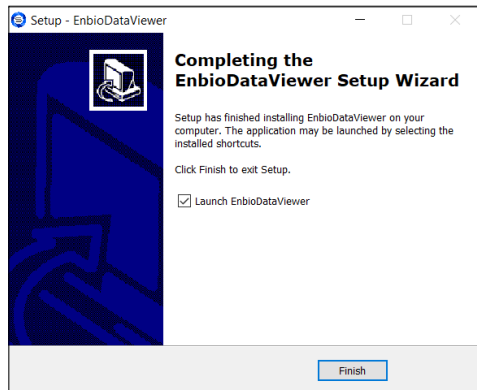 Setup - EnbioDataViewer
Completing the
EnbioDataViewer Setup Wizard
Setup has finished installing EnbioDataViewer on your
computer. The application may be launched by selecting the
installed shortcuts.
Click Finish to exit Setup.
Launch EnbioDataViewer
Finish